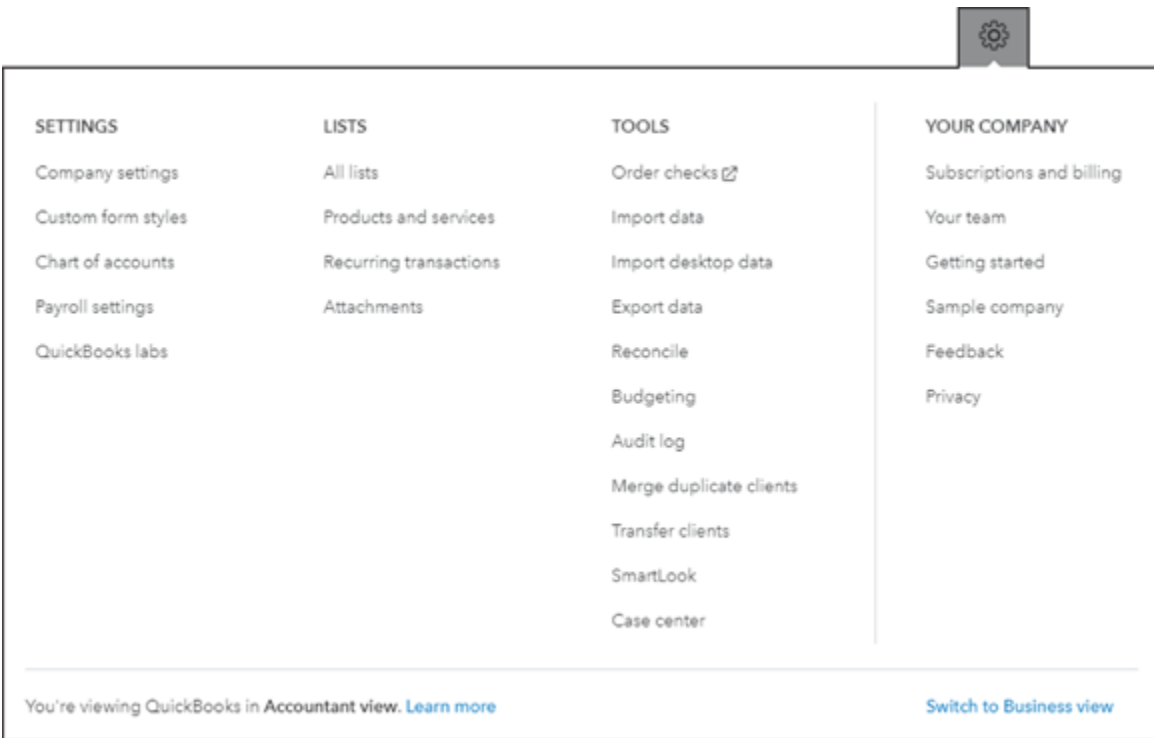 SETTINGS
Company settings
Custom form styles
Chart of accounts
Payroll settings
QuickBooks labs
LISTS
All lists
Products and services
Recurring transactions
Attachments
TOOLS
Order checks
Import data
Import desktop data
Export data
Reconcile
Budgeting
Audit log
Merge duplicate clients
Transfer clients
SmartLook
Case center
YOUR COMPANY
Subscriptions and billing
Your team
Getting started
Sample company
Feedback
Privacy
You're viewing QuickBooks in Accountant view. Learn more
Switch to Business view